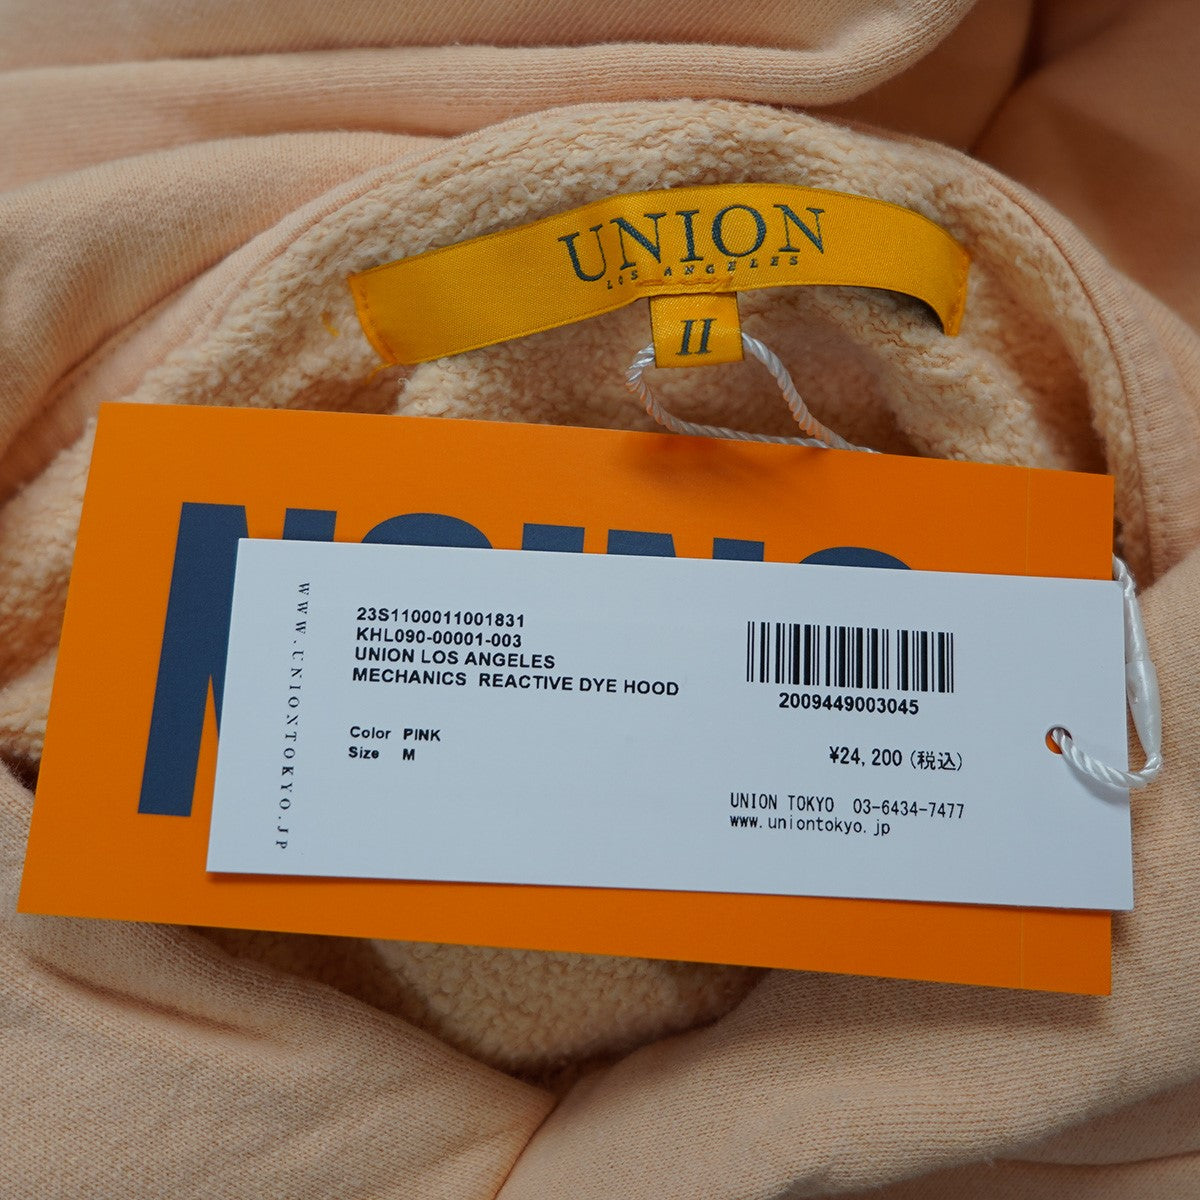 UNION
LOS ANGELES
II
WWW.UNIONTOKYO.JP
23S1100011001831
KHL090-00001-003
UNION LOS ANGELES
MECHANICS REACTIVE DYE HOOD
Color PINK
Size M
2009449003045
¥24,200(税込)
UNION TOKYO 03-6434-7477
www.uniontokyo.jp